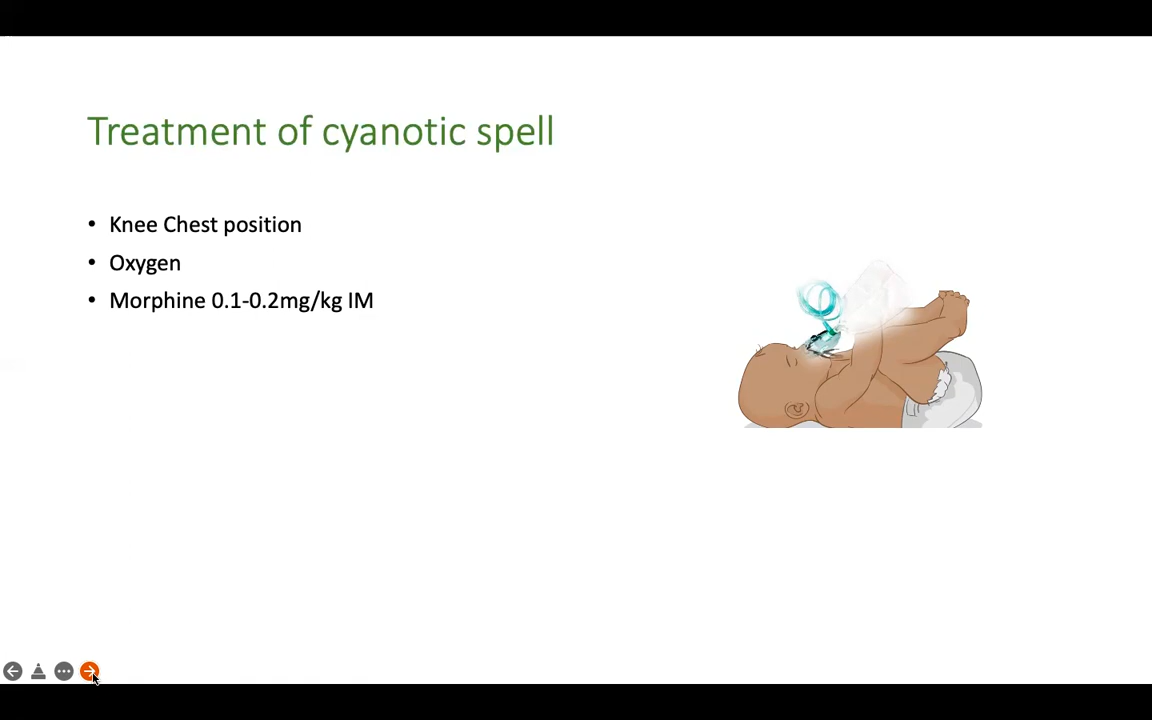 Treatment of cyanotic spell
• Knee Chest position
• Oxygen
• Morphine 0.1-0.2mg/kg IM